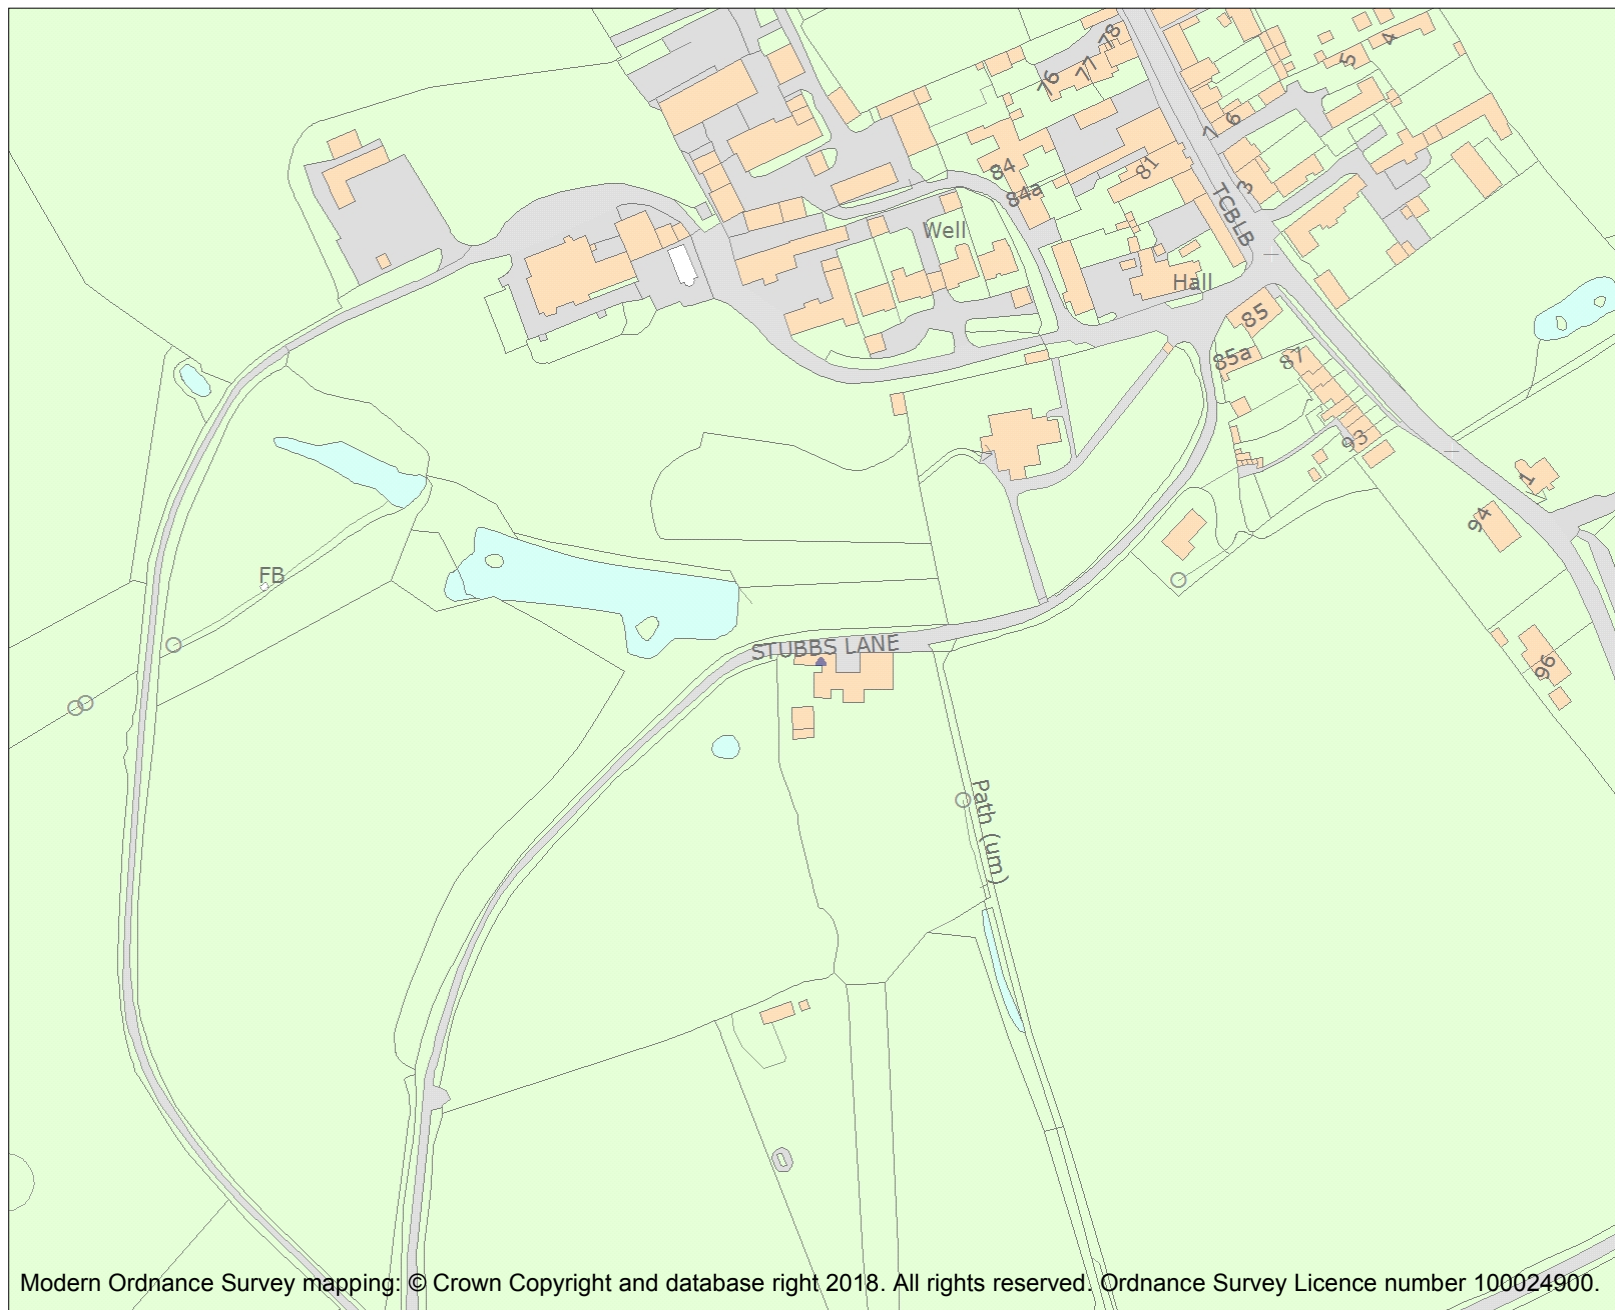 78
77
76
4
5
6
7
3
81
84
84a
TCBLB
Well
Hall
85
85a
87
93
1
94
96
FB
STUBBS LANE
Path (um)
Modern Ordnance Survey mapping: © Crown Copyright and database right 2018. All rights reserved. Ordnance Survey Licence number 100024900.